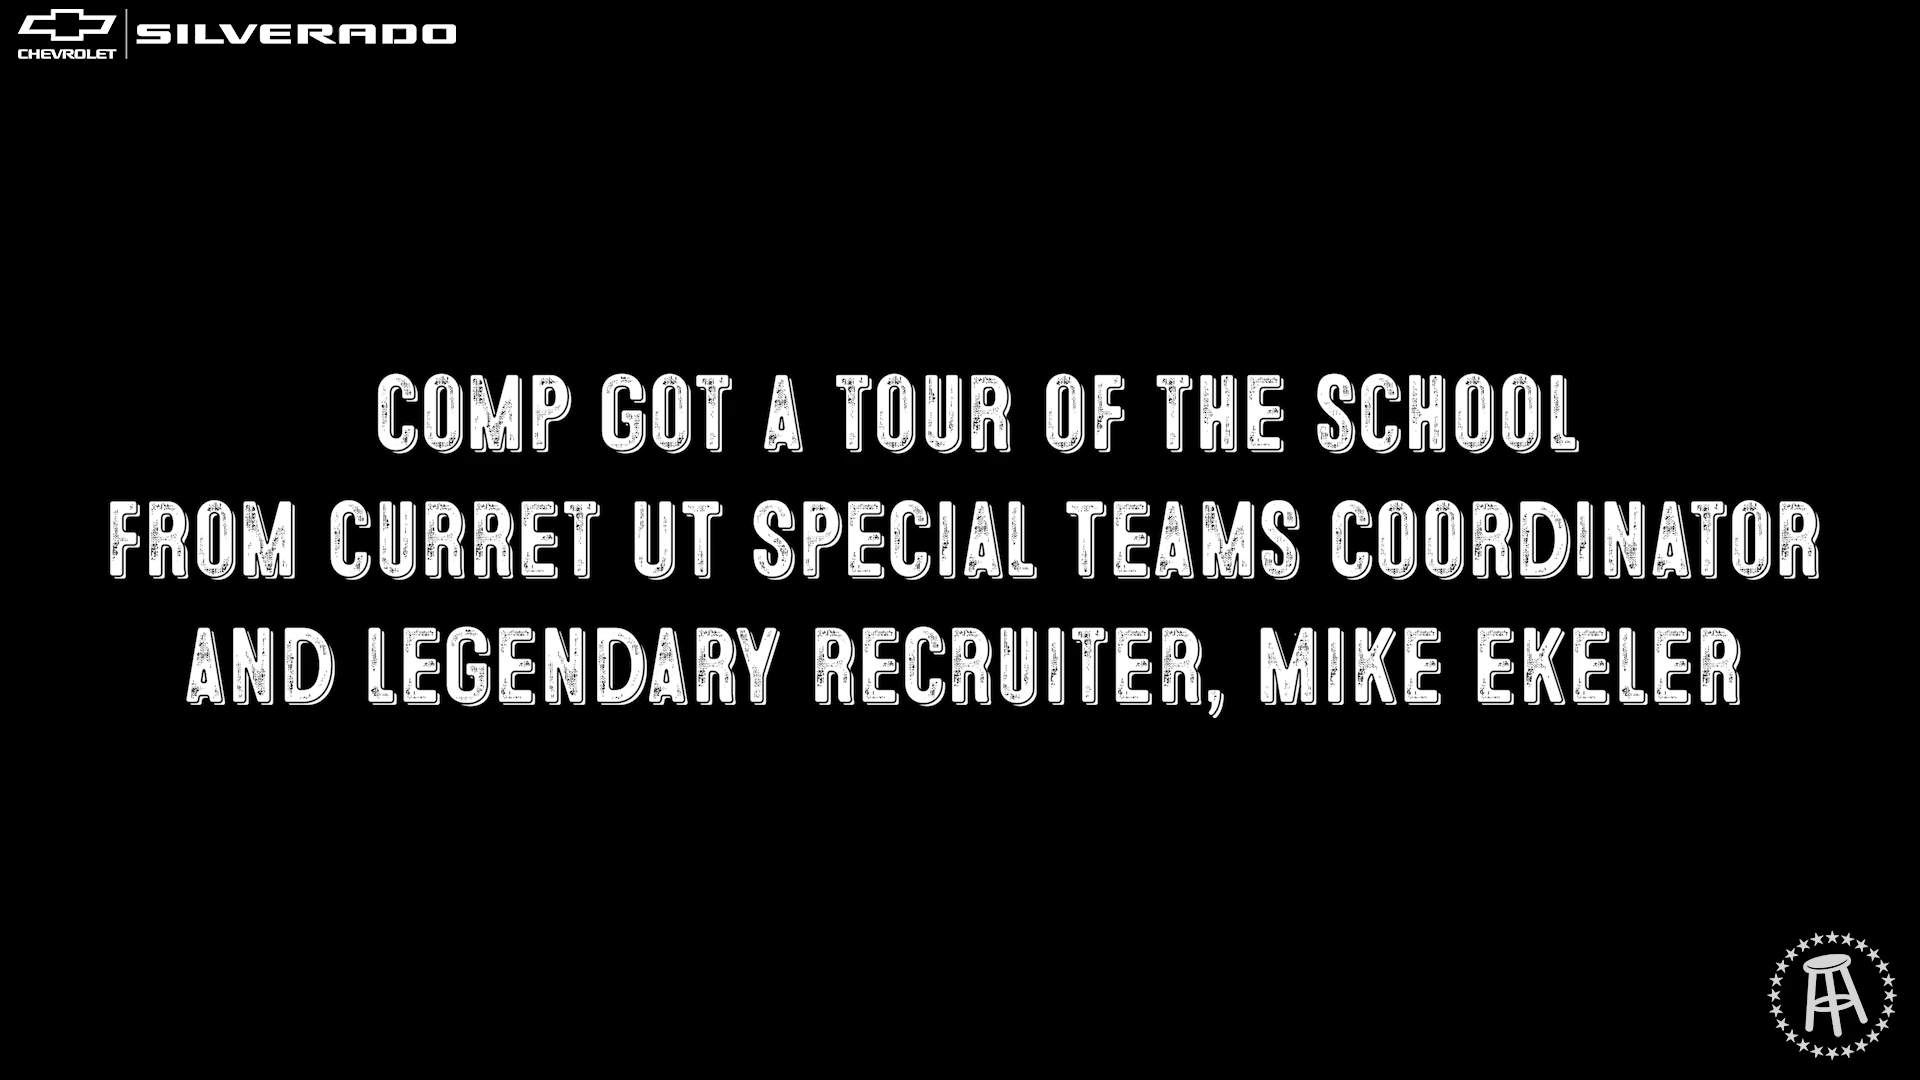 CHEVROLET
SILVERADO
COMP GOT A TOUR OF THE SCHOOL
FROM CURRET UT SPECIAL TEAMS COORDINATOR
AND LEGENDARY RECRUITER, MIKE EKELER